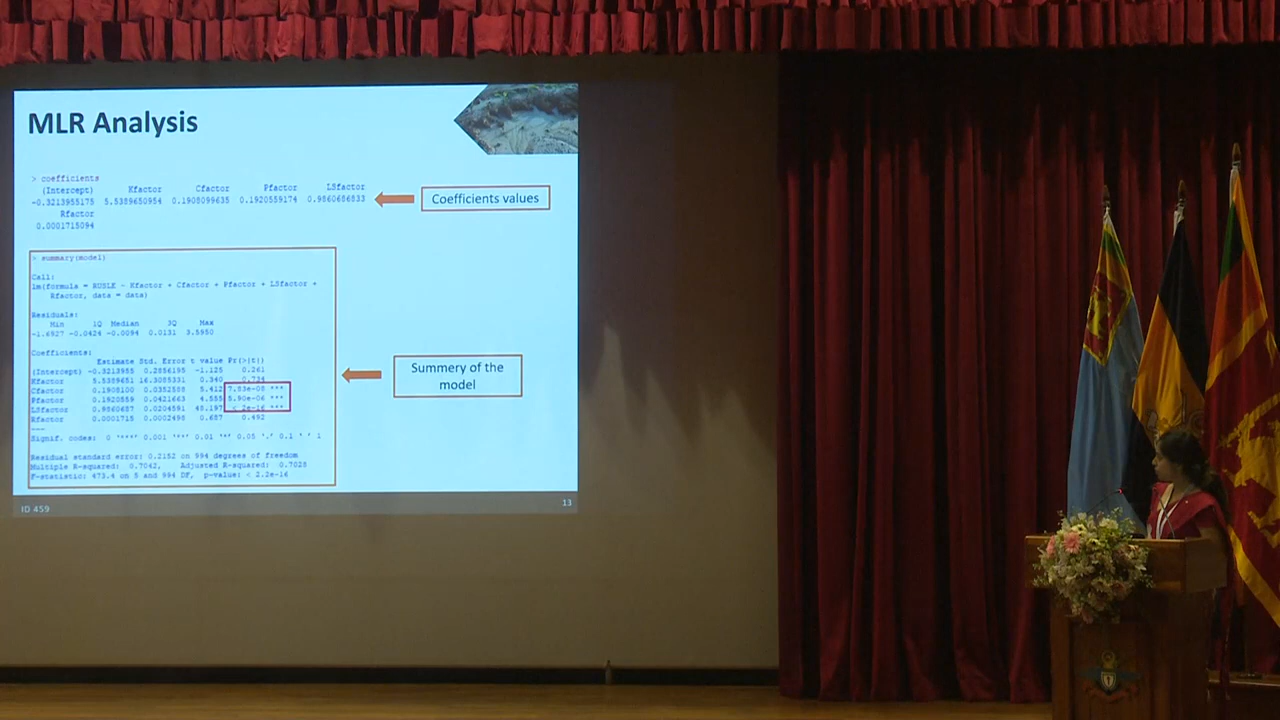 MLR Analysis
> coefficients
(Intercept) Kfactor Cfactor Pfactor LSfactor
-0.3213955175 5.5389650954 0.1908099635 0.1920559174 0.9860686833
Rfactor
0.0001715094
Coefficients values
> summary(model)
Call:
lm(formula = RUSLE ~ Kfactor + Cfactor + Pfactor + LSfactor +
Rfactor, data = data)
Residuals:
Min 1Q Median 3Q Max
-1.6927 -0.0424 -0.0094 0.0131 3.5950
Coefficients:
Estimate Std. Error t value Pr(>|t|)
(Intercept) -0.3213955 0.2856195 -1.125 0.261
Kfactor 5.5389651 16.3085331 0.340 0.734
Cfactor 0.1908100 0.0352588 5.412 7.83e-08 ***
Pfactor 0.1920559 0.0421663 4.555 5.90e-06 ***
LSfactor 0.9860687 0.0204591 48.197 < 2e-16 ***
Rfactor 0.0001715 0.0002498 0.687 0.492
---
Signif. codes: 0 '***' 0.001 '**' 0.01 '*' 0.05 '.' 0.1 ' ' 1
Residual standard error: 0.2152 on 994 degrees of freedom
Multiple R-squared: 0.7042, Adjusted R-squared: 0.7028
F-statistic: 473.4 on 5 and 994 DF, p-value: < 2.2e-16
Summery of the
model
ID 459
13